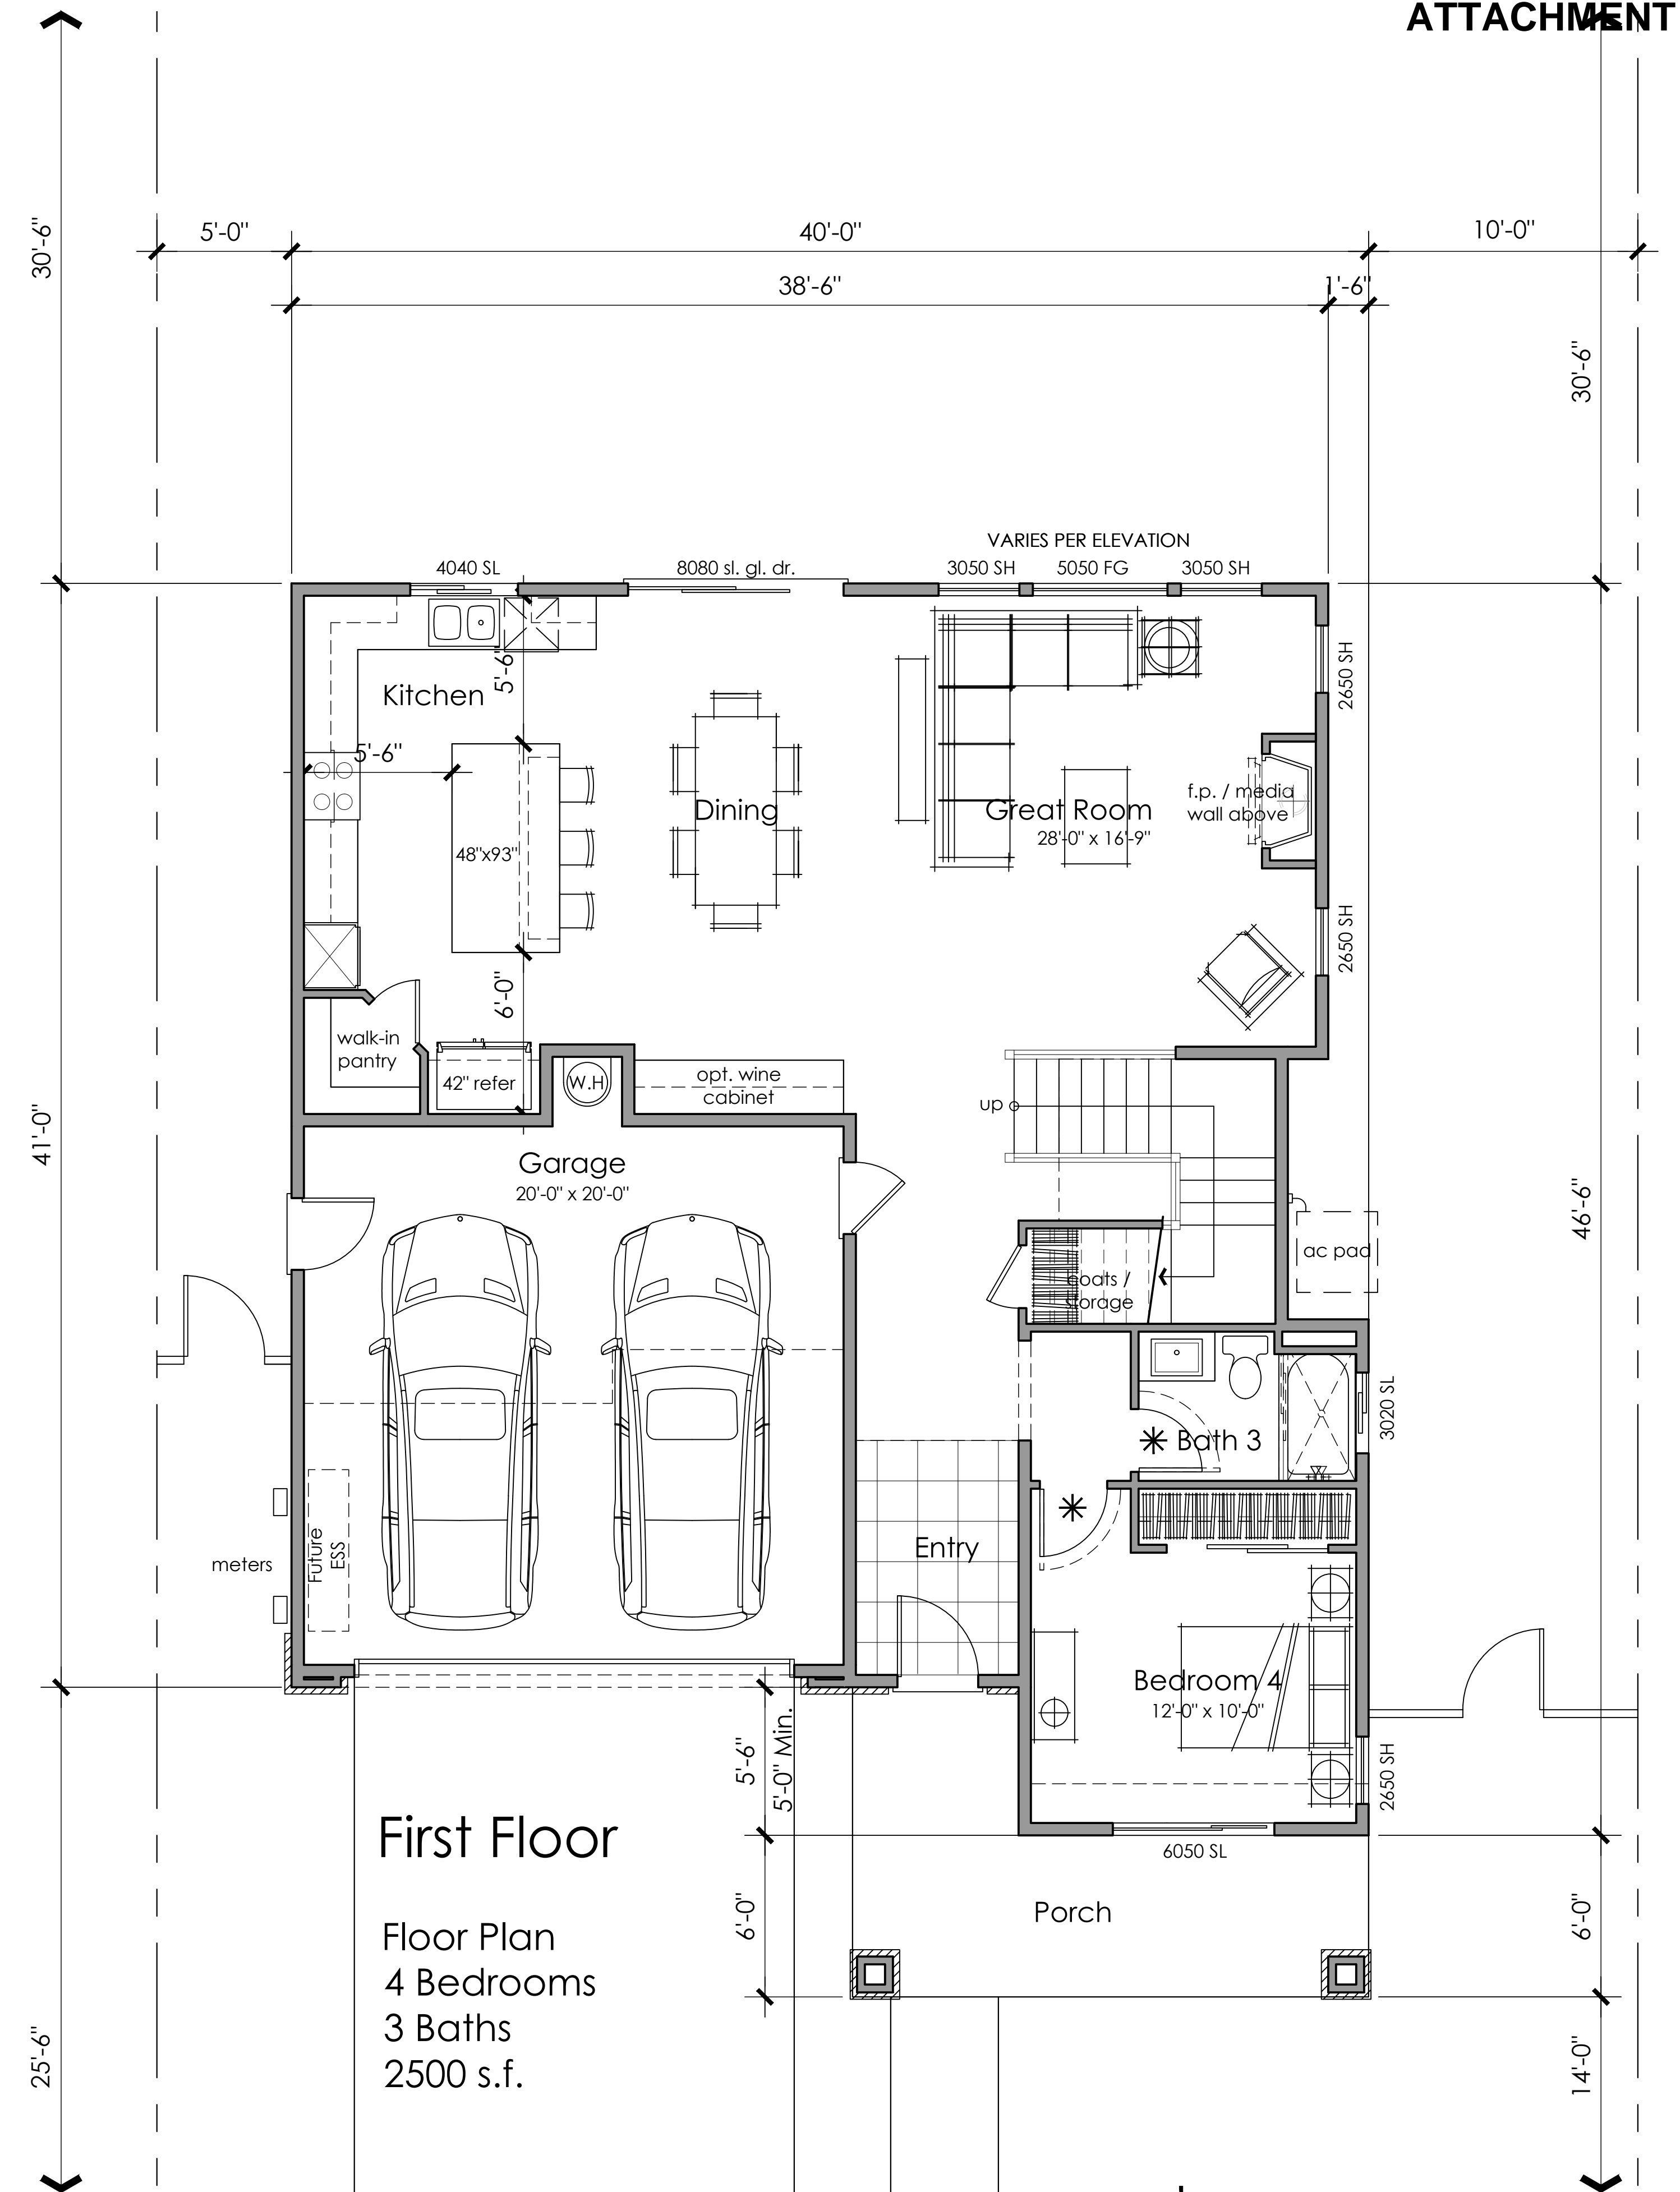 ATTACHMENT
30'-6"
5'-0"
40'-0"
10'-0"
38'-6"
1'-6"
30'-6"
VARIES PER ELEVATION
4040 SL
8080 sl. gl. dr.
3050 SH
5050 FG
3050 SH
2650 SH
5'-6"
Kitchen
5'-6"
48"x93"
Dining
Great Room
28'-0" x 16'-9"
f.p. / media
wall above
2650 SH
6'-0"
walk-in
pantry
42" refer
W.H
opt. wine
cabinet
up
41'-0"
Garage
20'-0" x 20'-0"
46'-6"
ac pad
coats /
storage
3020 SL
Bath 3
Entry
meters
Future
ESS
Bedroom 4
12'-0" x 10'-0"
5'-6"
5'-0" Min.
2650 SH
6050 SL
First Floor
Porch
6'-0"
6'-0"
Floor Plan
4 Bedrooms
3 Baths
2500 s.f.
25'-6"
14'-0"